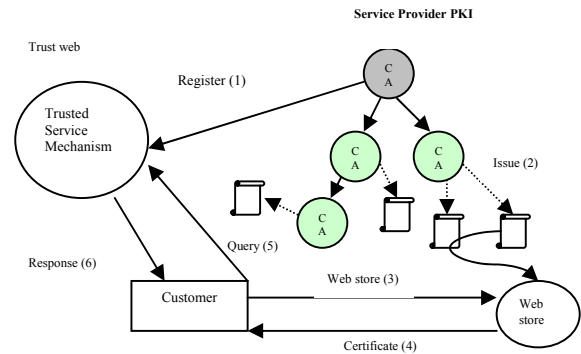 Service Provider PKI
Trust web
C
A
Register (1)
Trusted
Service
Mechanism
C
A
C
A
Issue (2)
C
A
Query (5)
Response (6)
Web store (3)
Customer
Web
store
Certificate (4)